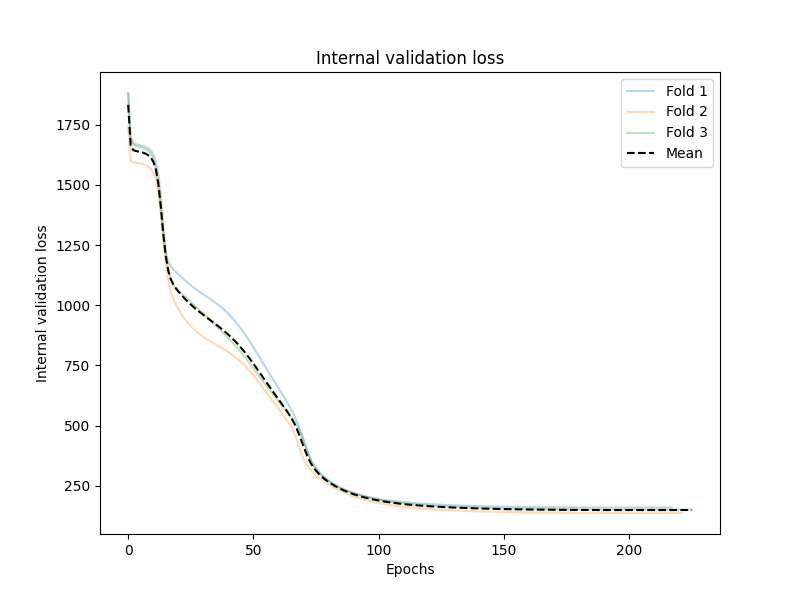 Internal validation loss
Fold 1
Fold 2
Fold 3
Mean
Internal validation loss
1750
1500
1250
1000
750
500
250
0
50
100
150
200
Epochs